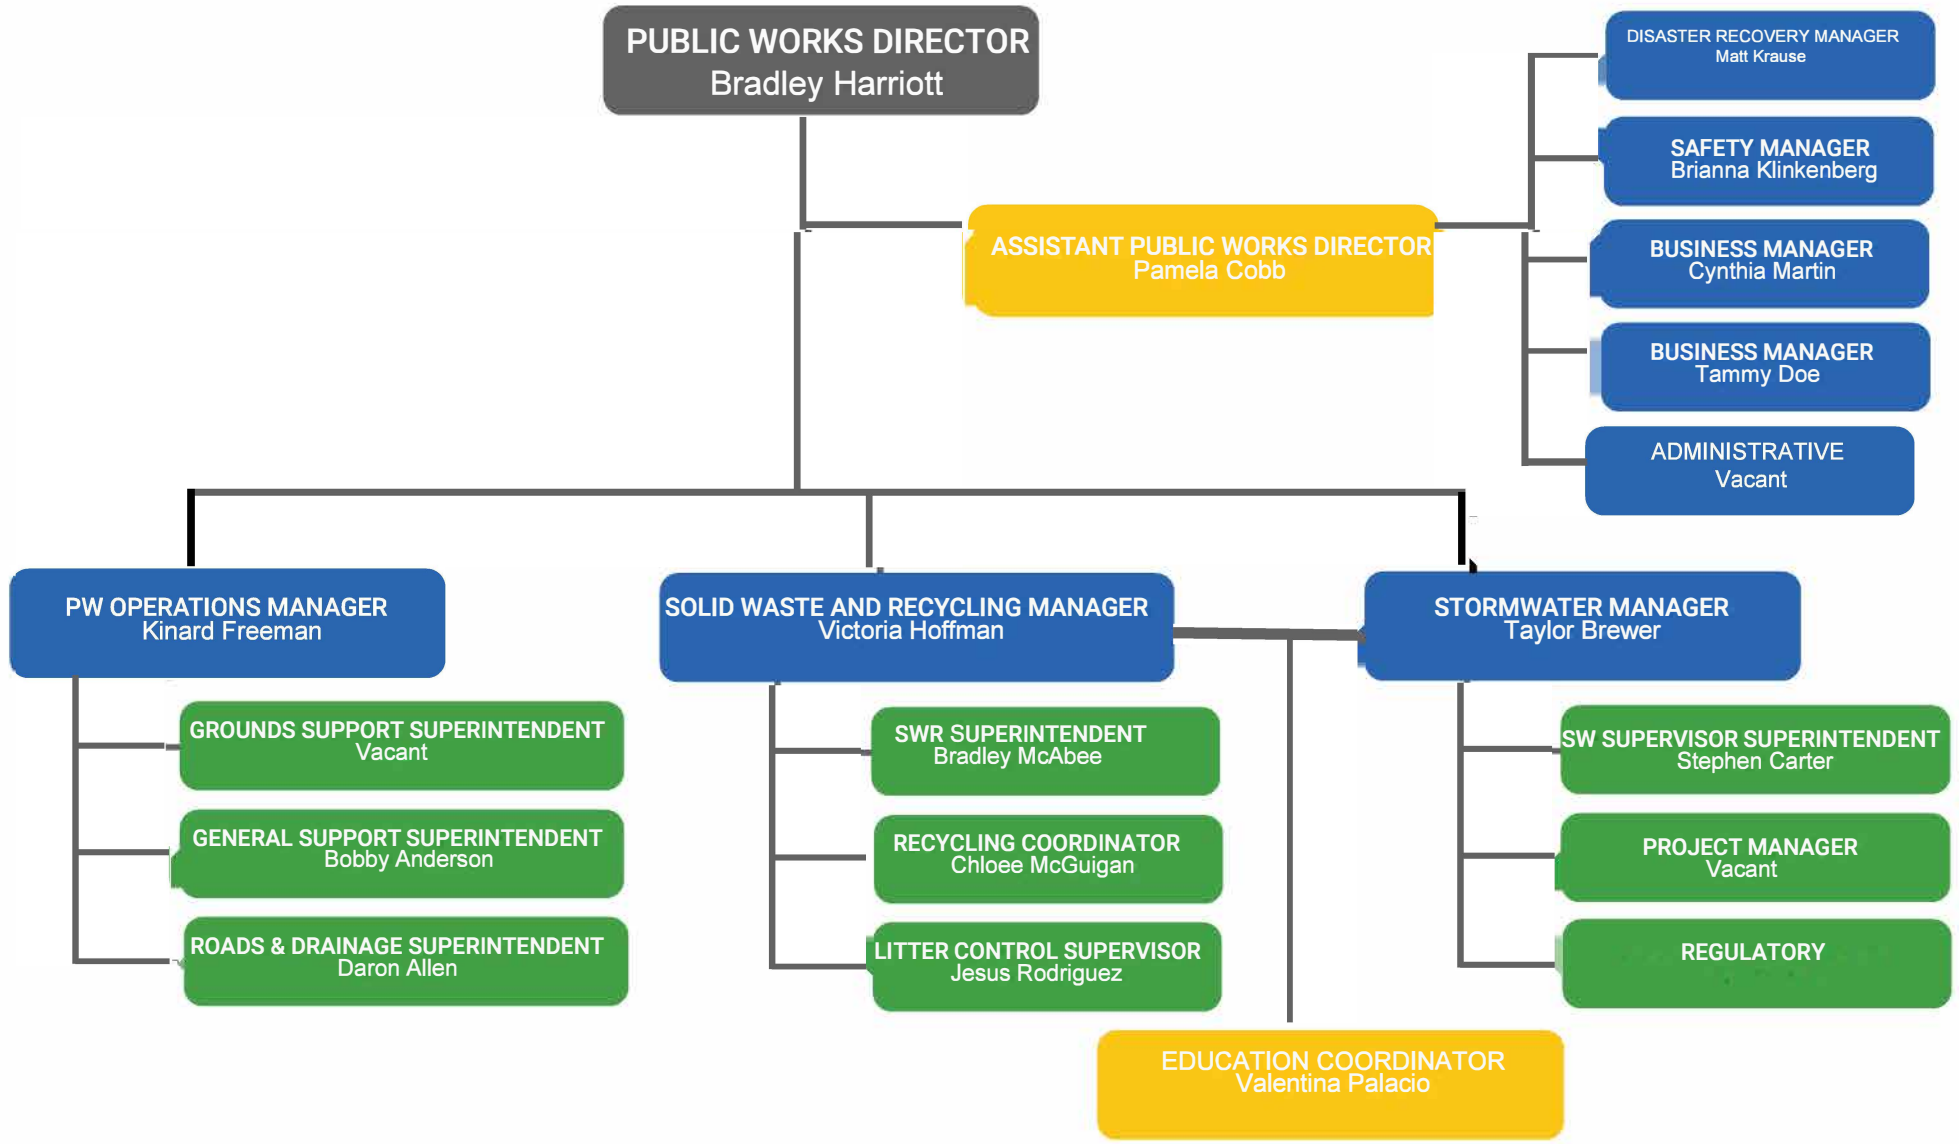 PUBLIC WORKS DIRECTOR
Bradley Harriott
DISASTER RECOVERY MANAGER
Matt Krause
SAFETY MANAGER
Brianna Klinkenberg
ASSISTANT PUBLIC WORKS DIRECTOR
Pamela Cobb
BUSINESS MANAGER
Cynthia Martin
BUSINESS MANAGER
Tammy Doe
ADMINISTRATIVE
Vacant
PW OPERATIONS MANAGER
Kinard Freeman
GROUNDS SUPPORT SUPERINTENDENT
Vacant
GENERAL SUPPORT SUPERINTENDENT
Bobby Anderson
ROADS & DRAINAGE SUPERINTENDENT
Daron Allen
SOLID WASTE AND RECYCLING MANAGER
Victoria Hoffman
SWR SUPERINTENDENT
Bradley McAbee
RECYCLING COORDINATOR
Chloee McGuigan
LITTER CONTROL SUPERVISOR
Jesus Rodriguez
STORMWATER MANAGER
Taylor Brewer
SW SUPERVISOR SUPERINTENDENT
Stephen Carter
PROJECT MANAGER
Vacant
REGULATORY
EDUCATION COORDINATOR
Valentina Palacio